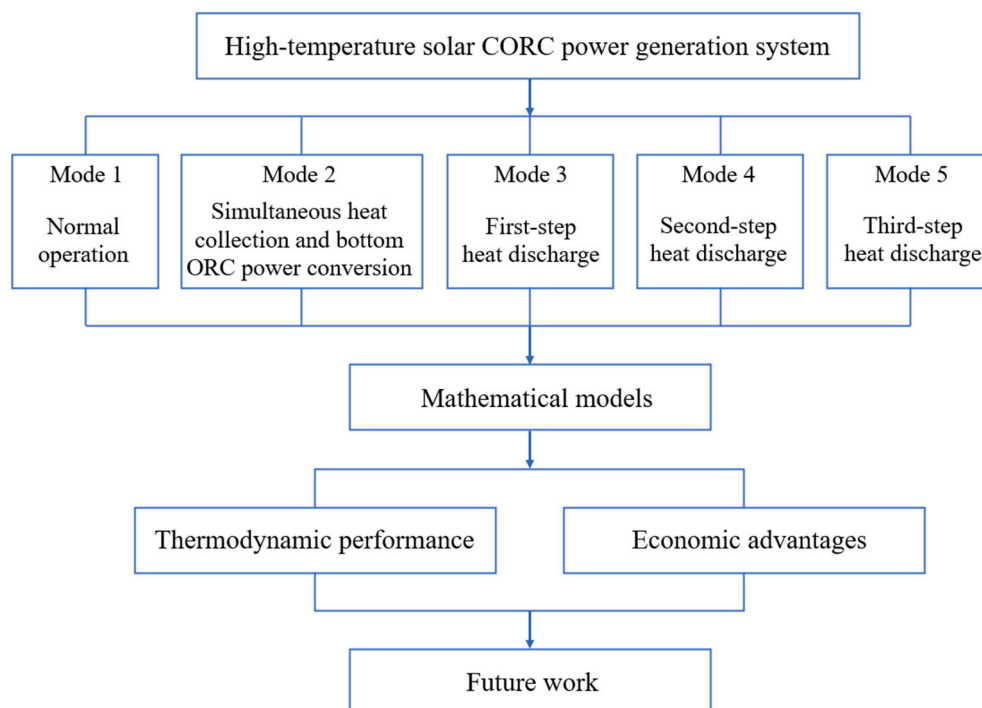 High-temperature solar CORC power generation system
Mode 1
Normal
operation
Mode 2
Simultaneous heat
collection and bottom
ORC power conversion
Mode 3
First-step
heat discharge
Mode 4
Second-step
heat discharge
Mode 5
Third-step
heat discharge
Mathematical models
Thermodynamic performance
Economic advantages
Future work